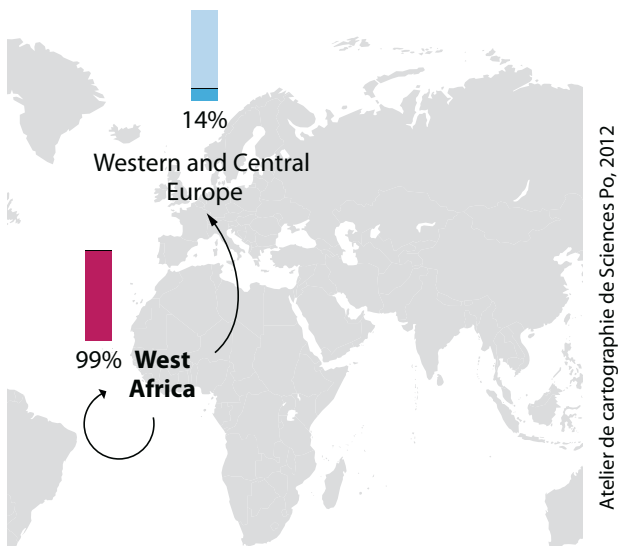 14%
Western and Central
Europe
99%
West
Africa
Atelier de cartographie de Sciences Po, 2012